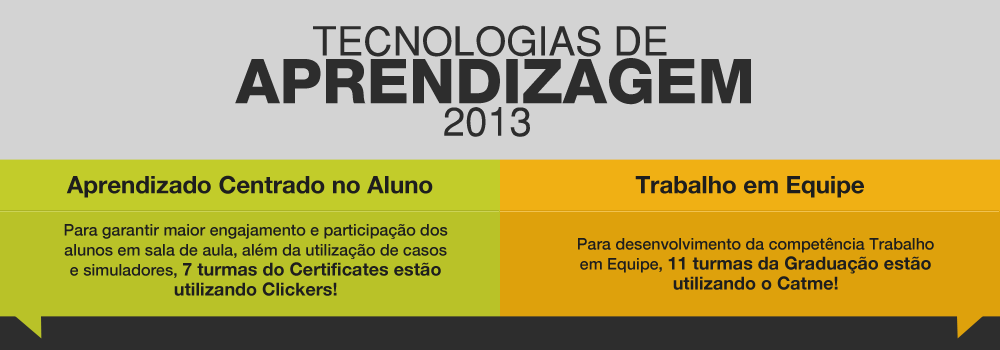 TECNOLOGIAS DE
APRENDIZAGEM
2013
Aprendizado Centrado no Aluno
Para garantir maior engajamento e participação dos
alunos em sala de aula, além da utilização de casos
e simuladores, 7 turmas do Certificates estão
utilizando Clickers!
Trabalho em Equipe
Para desenvolvimento da competência Trabalho
em Equipe, 11 turmas da Graduação estão
utilizando o Catme!